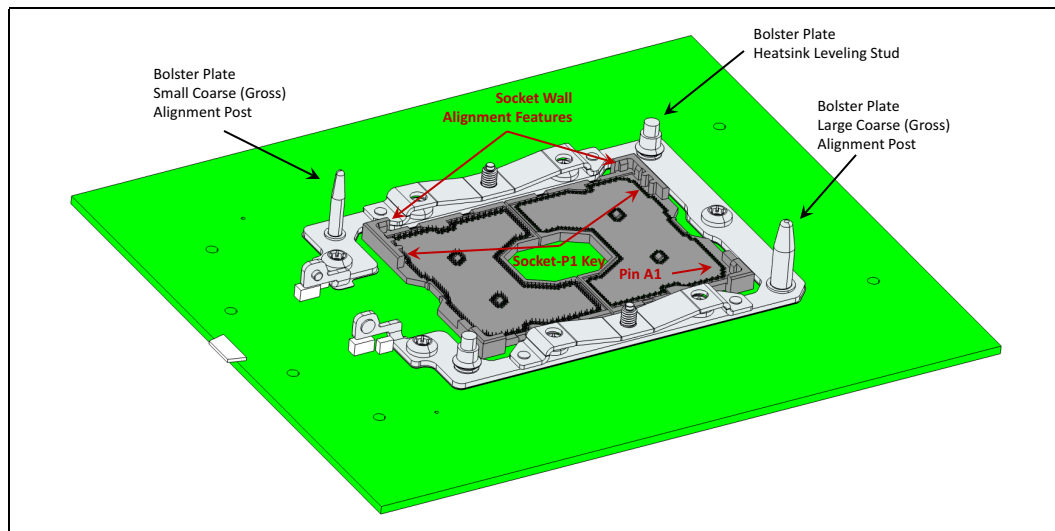 Bolster Plate
Heatsink Leveling Stud
Bolster Plate
Small Coarse (Gross)
Alignment Post
Socket Wall
Alignment Features
Bolster Plate
Large Coarse (Gross)
Alignment Post
Socket-P1 Key
Pin A1